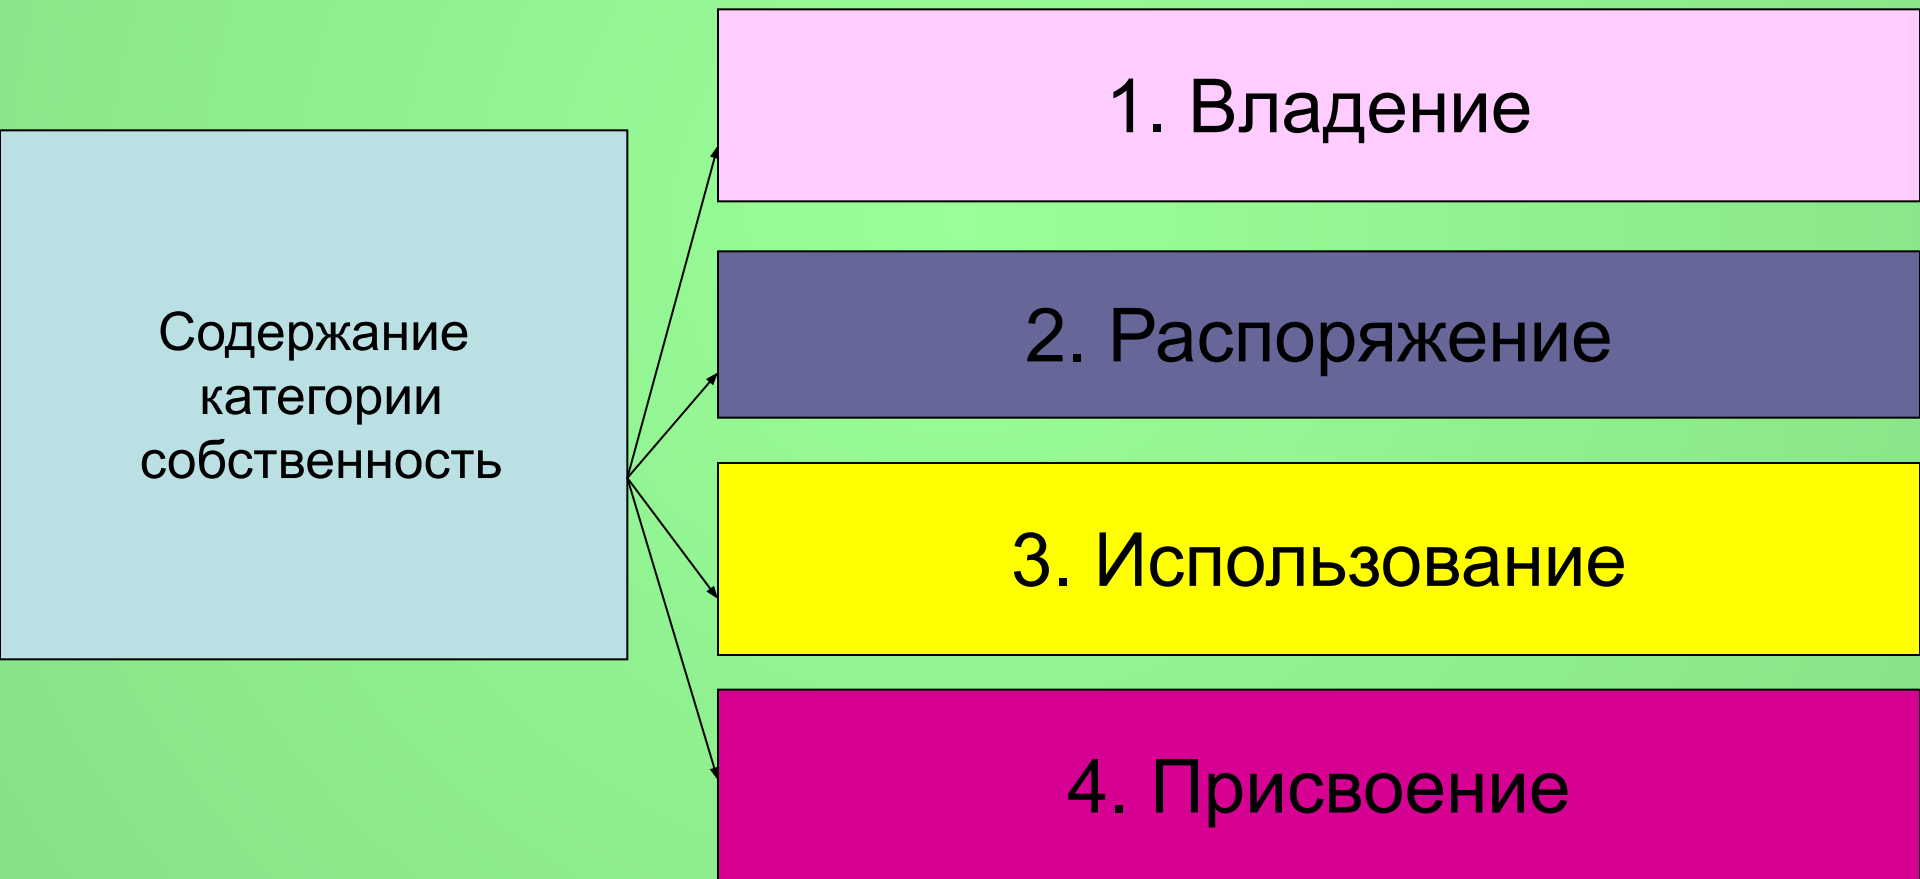 Содержание
категории
собственность
1. Владение
2. Распоряжение
3. Использование
4. Присвоение